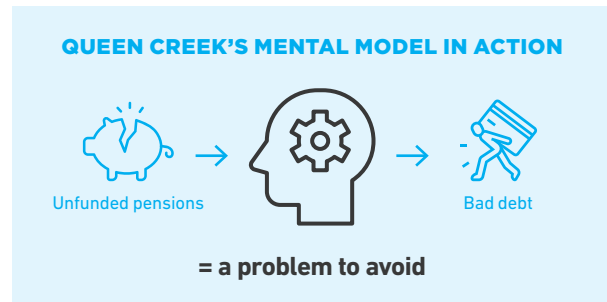 QUEEN CREEK'S MENTAL MODEL IN ACTION
Unfunded pensions
Bad debt
= a problem to avoid